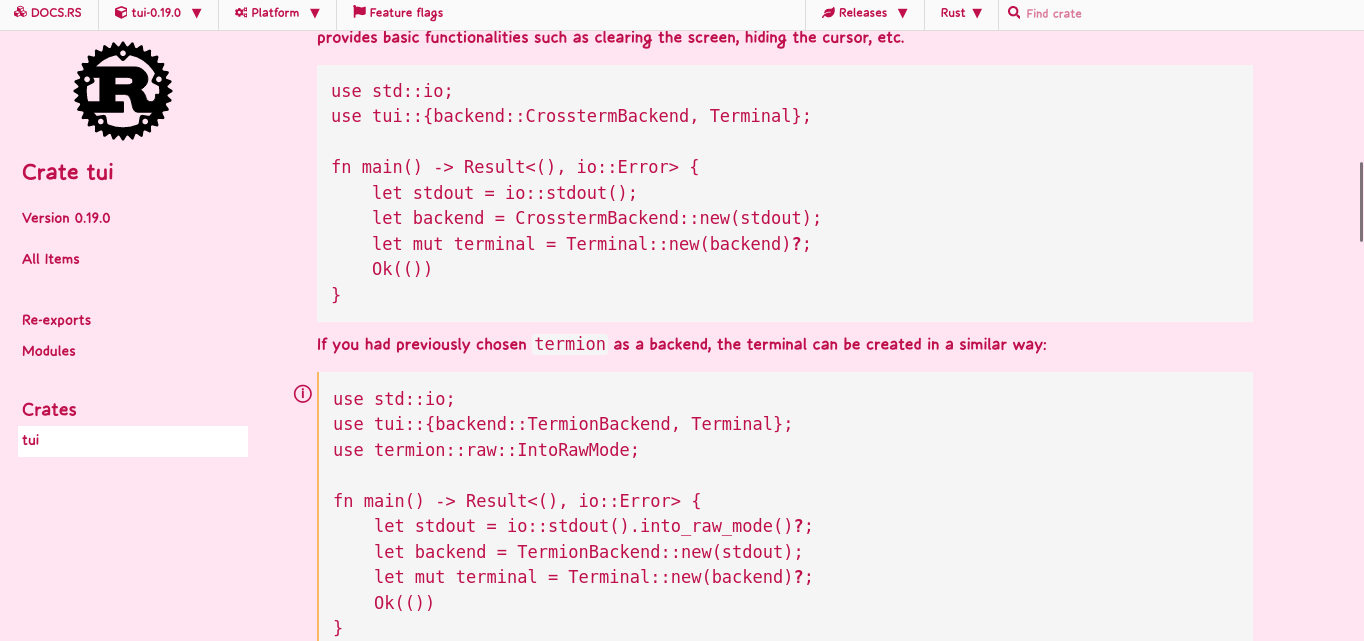 DOCS.RS tui-0.19.0 ▼ Platform ▼ Feature flags Releases ▼ Rust ▼ Find crate
provides basic functionalities such as clearing the screen, hiding the cursor, etc.
R
Crate tui
Version 0.19.0
All Items
Re-exports
Modules
Crates
tui
use std::io;
use tui::{backend::CrosstermBackend, Terminal};
fn main() -> Result<(), io::Error> {
    let stdout = io::stdout();
    let backend = CrosstermBackend::new(stdout);
    let mut terminal = Terminal::new(backend)?;
    Ok(())
}
If you had previously chosen termion as a backend, the terminal can be created in a similar way:
use std::io;
use tui::{backend::TermionBackend, Terminal};
use termion::raw::IntoRawMode;
fn main() -> Result<(), io::Error> {
    let stdout = io::stdout().into_raw_mode()?;
    let backend = TermionBackend::new(stdout);
    let mut terminal = Terminal::new(backend)?;
    Ok(())
}